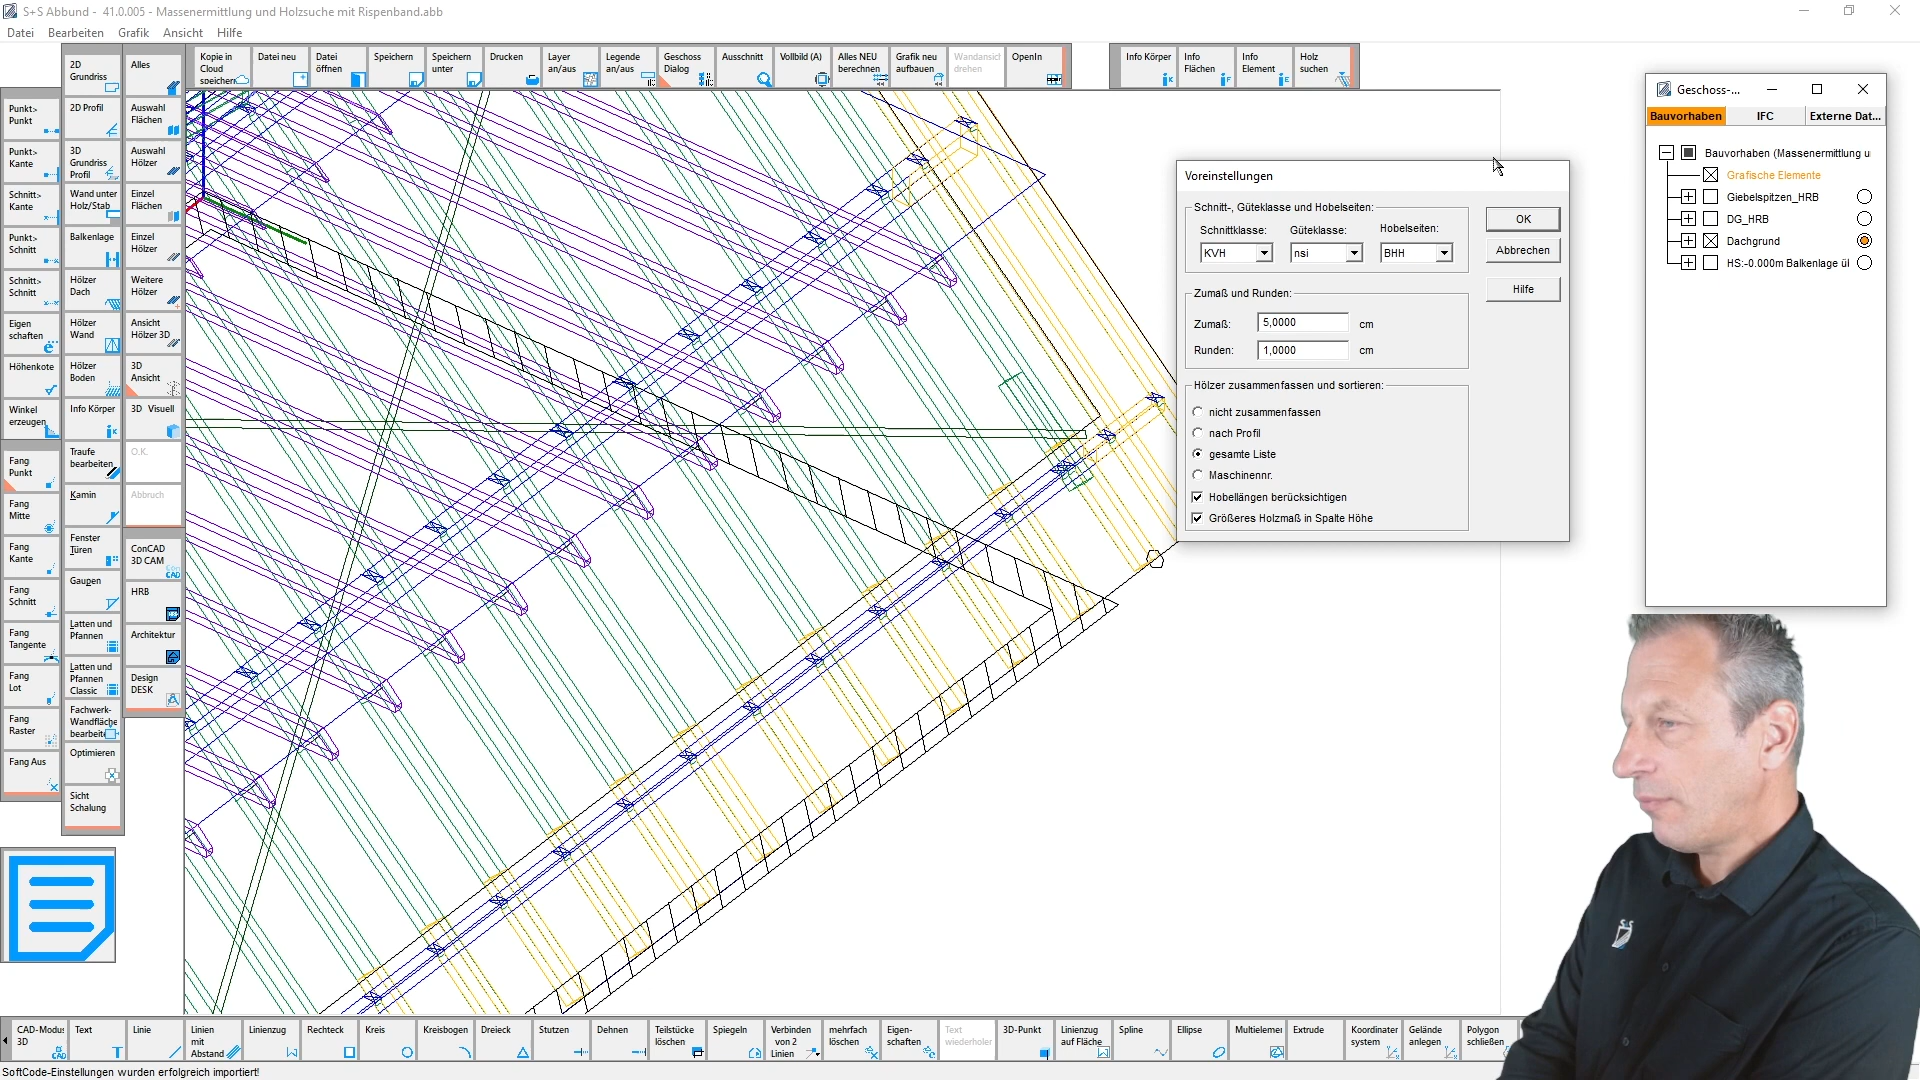 S+S Abbund - 41.0.005 - Massenermittlung und Holzsuche mit Rispenband.abb
Datei Bearbeiten Grafik Ansicht Hilfe
Kopie in Cloud speichern
Datei neu
Datei öffnen
Speichern
Speichern unter
Drucken
Layer an/aus
Legende an/aus
Geschoss Dialog
Ausschnitt
Vollbild (A)
Alles NEU berechnen
Grafik neu aufbauen
Wandansic drehen
OpenIn
Info Körper
Info Flächen
Info Element
Holz suchen
Punkt> Punkt
Punkt> Kante
Schnitt> Kante
Punkt> Schnitt
Schnitt> Schnitt
Eigen schaften
Höhenkote
Winkel erzeugen
Fang Punkt
Fang Mitte
Fang Kante
Fang Schnitt
Fang Tangente
Fang Lot
Fang Raster
Fang Aus
2D Grundriss
2D Profil
3D Grundriss Profil
Wand unter Holz/Stab
Balkenlage
Hölzer Dach
Hölzer Wand
Hölzer Boden
Info Körper
Traufe bearbeiten
Kamin
Fenster Türen
Gaupen
Latten und Pfannen
Latten und Pfannen Classic
Fachwerk- Wandfläche bearbeite
Optimieren
Sicht Schalung
Alles
Auswahl Flächen
Auswahl Hölzer
Einzel Flächen
Einzel Hölzer
Weitere Hölzer
Ansicht Hölzer 3D
3D Ansicht
3D Visuell
O.K.
Abbruch
ConCAD 3D CAM
HRB
Architektur
Design DESK
Voreinstellungen
Schnitt-, Güteklasse und Hobelseiten:
Schnittklasse: Güteklasse: Hobelseiten:
KVH nsi BHH
Zumaß und Runden:
Zumaß: 5,0000 cm
Runden: 1,0000 cm
Hölzer zusammenfassen und sortieren:
nicht zusammenfassen
nach Profil
gesamte Liste
Maschinennr.
Hobellängen berücksichtigen
Größeres Holzmaß in Spalte Höhe
OK
Abbrechen
Hilfe
Geschoss-...
Bauvorhaben IFC Externe Dat...
Bauvorhaben (Massenermittlung u
Grafische Elemente
Giebelspitzen_HRB
DG_HRB
Dachgrund
HS:-0.000m Balkenlage ül
S+S
CAD-Modus 3D
Text
Linie
Linien mit Abstand
Linienzug
Rechteck
Kreis
Kreisbogen
Dreieck
Stutzen
Dehnen
Teilstücke löschen
Spiegeln
Verbinden von 2 Linien
mehrfach löschen
Eigen- schaften
Text wiederholer
3D-Punkt
Linienzug auf Fläche
Spline
Ellipse
Multielemer
Extrude
Koordinater system
Gelände anlegen
Polygon schließen
SoftCode-Einstellungen wurden erfolgreich importiert!